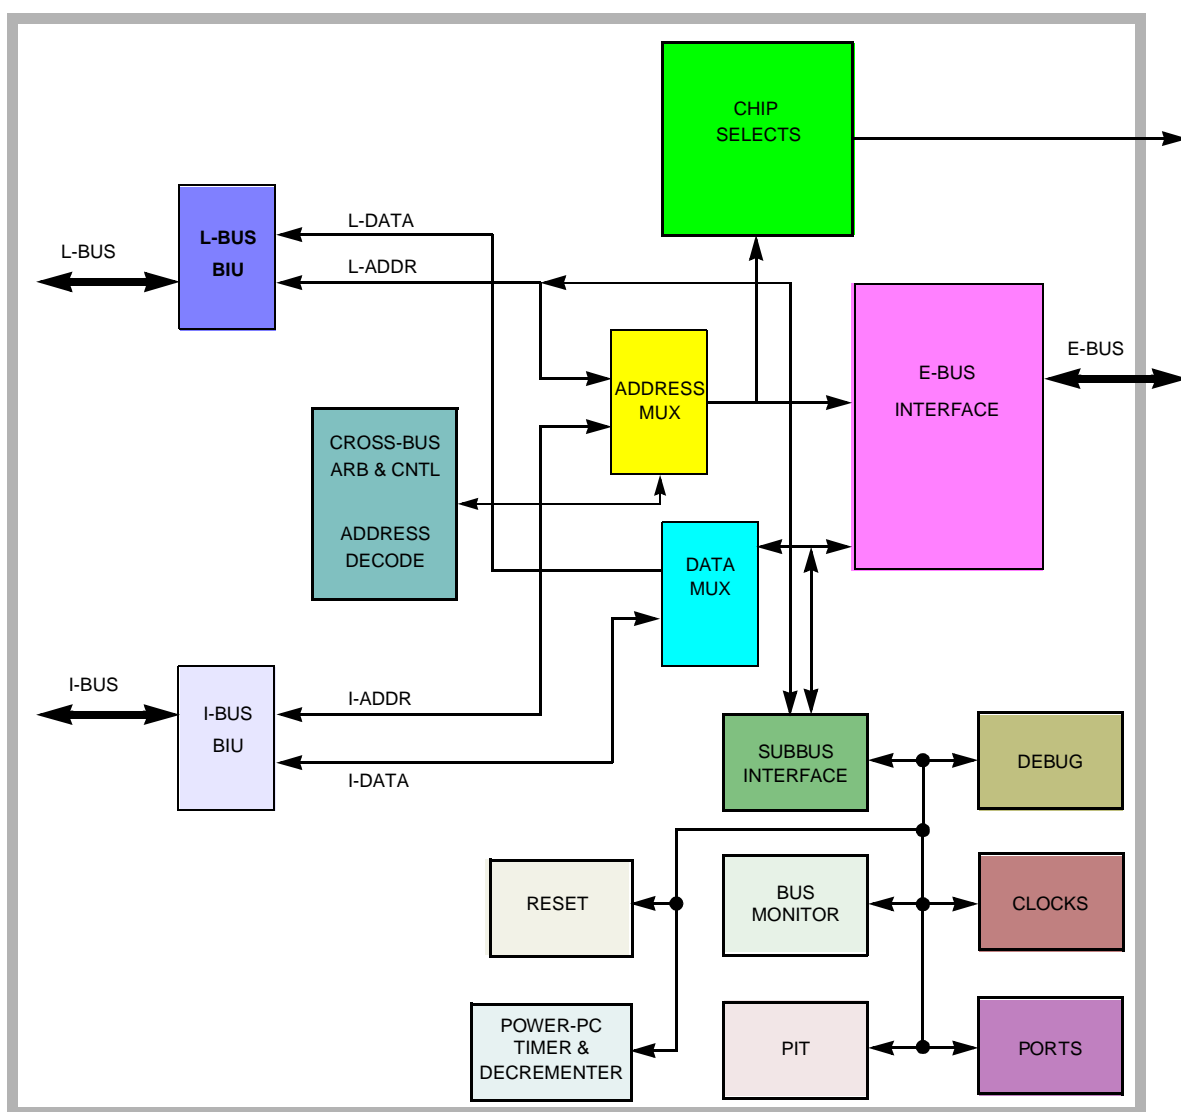 CHIP
SELECTS
L-DATA
L-BUS
L-BUS
BIU
L-ADDR
E-BUS
E-BUS
INTERFACE
ADDRESS
MUX
CROSS-BUS
ARB & CNTL
ADDRESS
DECODE
DATA
MUX
I-BUS
I-ADDR
I-BUS
BIU
I-DATA
SUBBUS
INTERFACE
DEBUG
RESET
BUS
MONITOR
CLOCKS
POWER-PC
TIMER &
DECREMENTER
PIT
PORTS